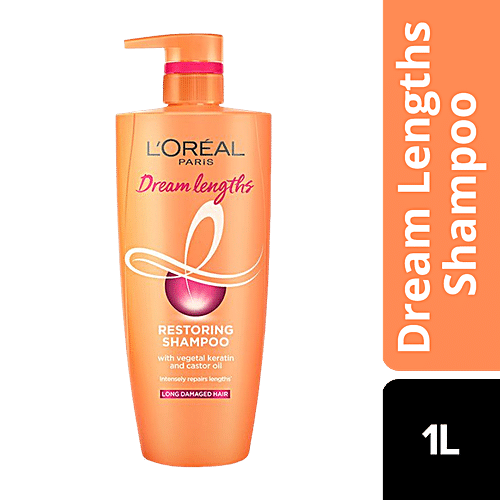 L'ORÉAL
PARIS
Dream lengths
RESTORING
SHAMPOO
with vegetal keratin
and castor oil
intensely repairs lengths*
LONG DAMAGED HAIR
Dream Lengths
Shampoo
1L